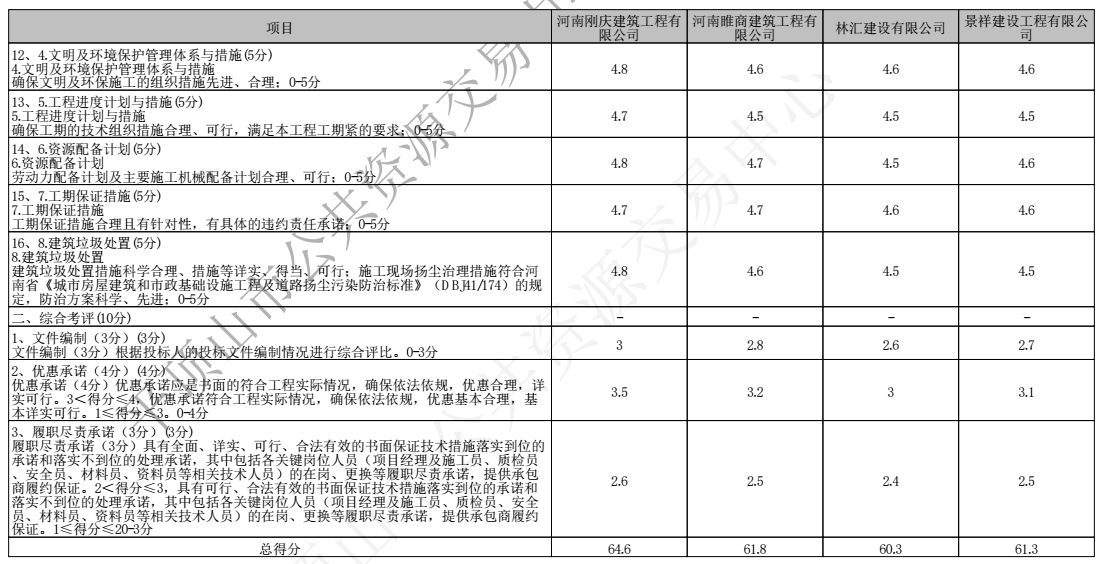 项目 河南刚庆建筑工程有限公司 河南睢商建筑工程有限公司 林汇建设有限公司 景祥建设工程有限公司
12、4.文明及环境保护管理体系与措施(5分)
4.文明及环境保护管理体系与措施
确保文明及环保施工的组织措施先进、合理；0-5分
4.8 4.6 4.6 4.6
13、5.工程进度计划与措施(5分)
5.工程进度计划与措施
确保工期的技术组织措施合理、可行，满足本工程工期紧的要求；0-5分
4.7 4.5 4.5 4.5
14、6.资源配备计划(5分)
6.资源配备计划
劳动力配备计划及主要施工机械配备计划合理、可行；0-5分
4.8 4.7 4.5 4.6
15、7.工期保证措施(5分)
7.工期保证措施
工期保证措施合理且有针对性，有具体的违约责任承诺；0-5分
4.7 4.7 4.6 4.6
16、8.建筑垃圾处置(5分)
8.建筑垃圾处置
建筑垃圾处置措施科学合理、措施等详实、得当、可行；施工现场扬尘治理措施符合河
南省《城市房屋建筑和市政基础设施工程及道路扬尘污染防治标准》（DBJ41/174）的规
定，防治方案科学、先进；0-5分
4.8 4.6 4.5 4.5
二、综合考评(10分) - - - -
1、文件编制（3分）(3分)
文件编制（3分）根据投标人的投标文件编制情况进行综合评比。0-3分
3 2.8 2.6 2.7
2、优惠承诺（4分）(4分)
优惠承诺（4分）优惠承诺应是书面的符合工程实际情况，确保依法依规，优惠合理，详
实可行。3＜得分≤4，优惠承诺符合工程实际情况，确保依法依规，优惠基本合理，基
本详实可行。1≤得分≤3。0-4分
3.5 3.2 3 3.1
3、履职尽责承诺（3分）(3分)
履职尽责承诺（3分）具有全面、详实、可行、合法有效的书面保证技术措施落实到位的
承诺和落实不到位的处理承诺，其中包括各关键岗位人员（项目经理及施工员、质检员
、安全员、材料员、资料员等相关技术人员）的在岗、更换等履职尽责承诺，提供承包
商履约保证。2＜得分≤3，具有可行、合法有效的书面保证技术措施落实到位的承诺和
落实不到位的处理承诺，其中包括各关键岗位人员（项目经理及施工员、质检员、安全
员、材料员、资料员等相关技术人员）的在岗、更换等履职尽责承诺，提供承包商履约
保证。1≤得分≤20-3分
2.6 2.5 2.4 2.5
总得分 64.6 61.8 60.3 61.3
平顶山市公共资源交易中心